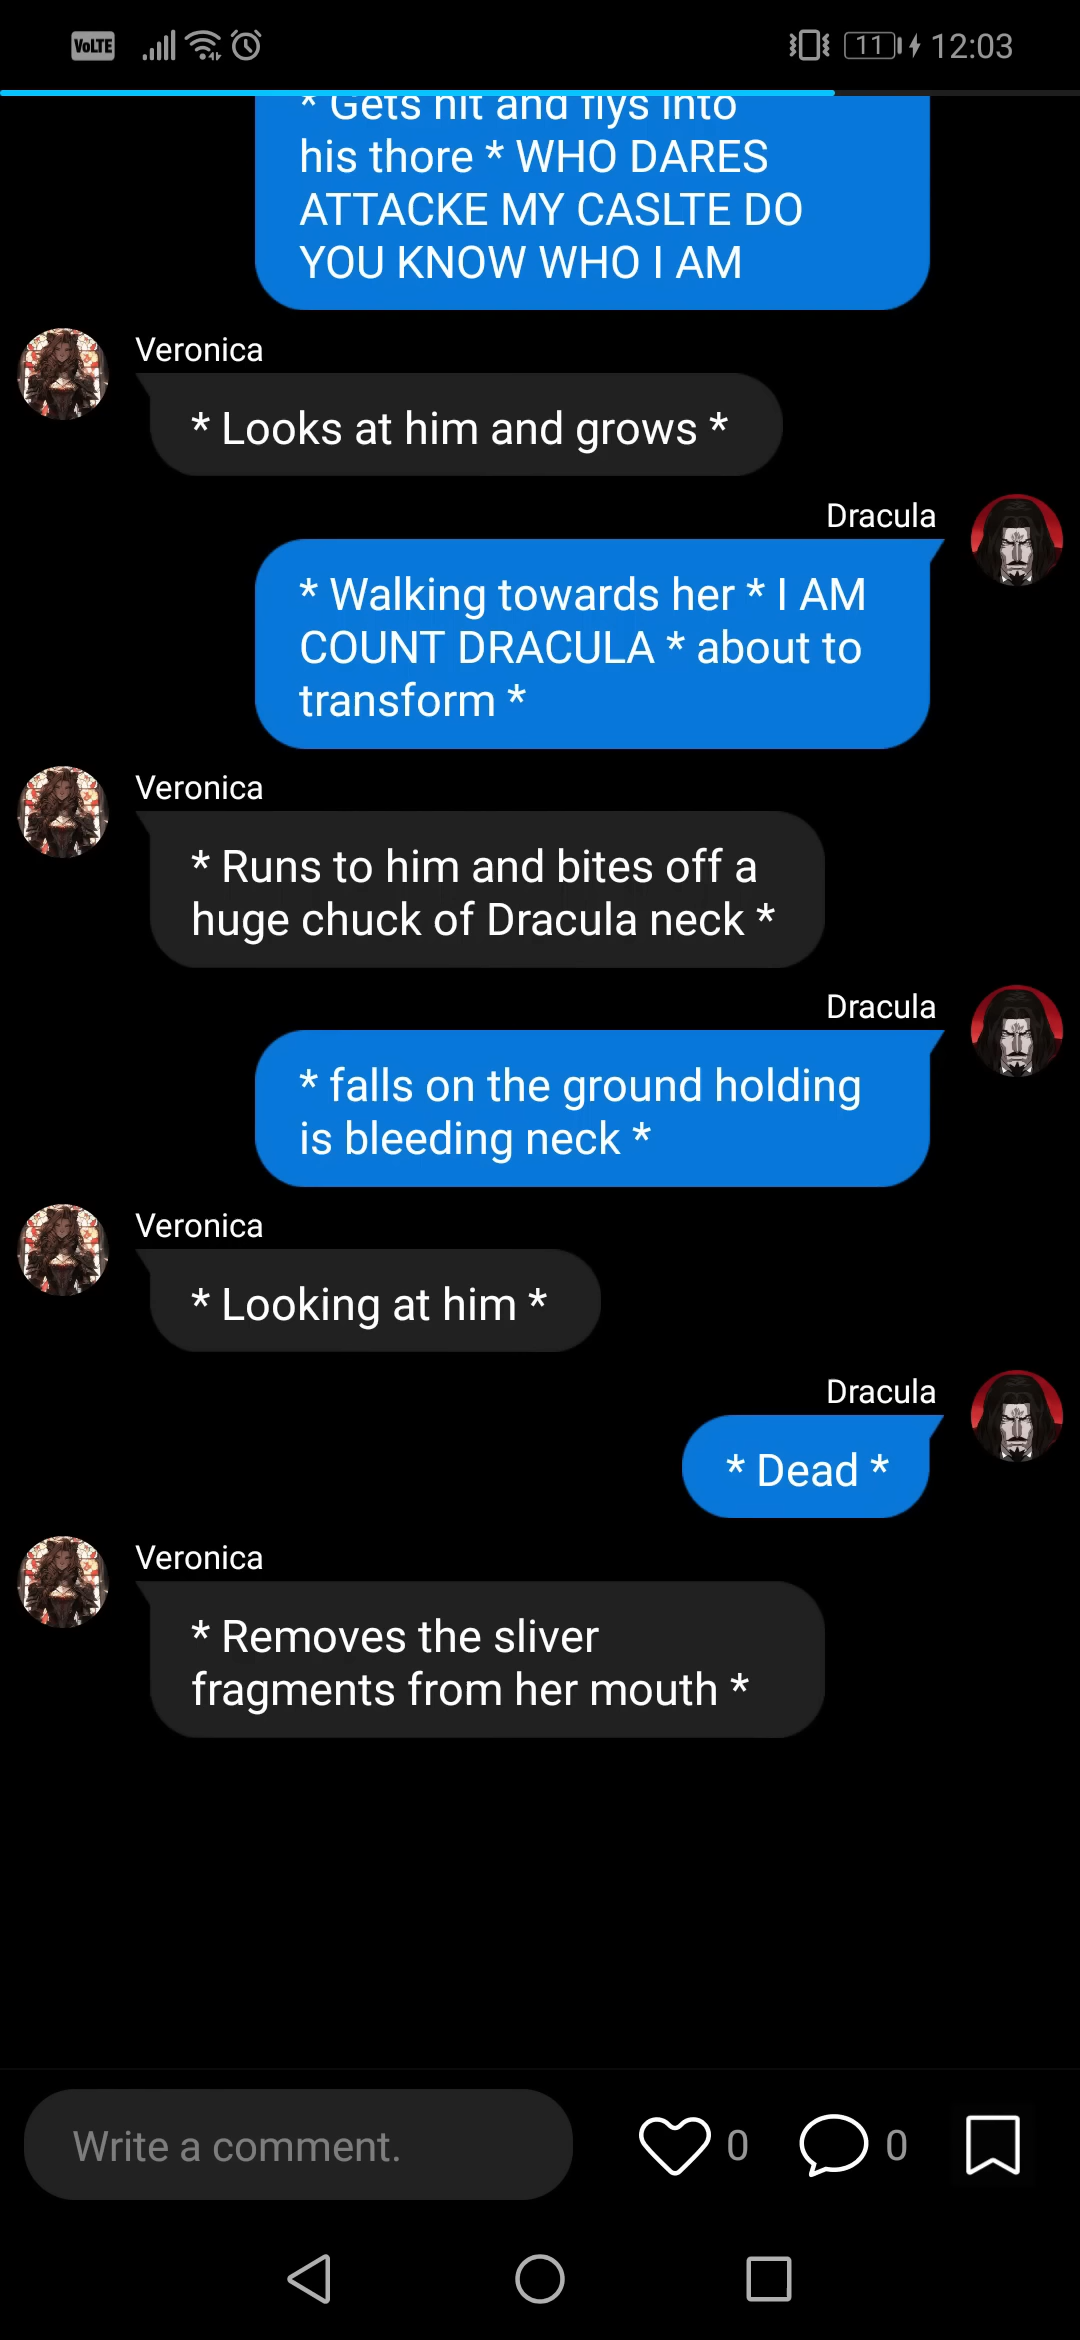 VoLTE 11 12:03
* Gets hit and flys into
his thore * WHO DARES
ATTACKE MY CASLTE DO
YOU KNOW WHO I AM
Veronica
* Looks at him and grows *
Dracula
* Walking towards her * I AM
COUNT DRACULA * about to
transform *
Veronica
* Runs to him and bites off a
huge chuck of Dracula neck *
Dracula
* falls on the ground holding
is bleeding neck *
Veronica
* Looking at him *
Dracula
* Dead *
Veronica
* Removes the sliver
fragments from her mouth *
Write a comment. 0 0